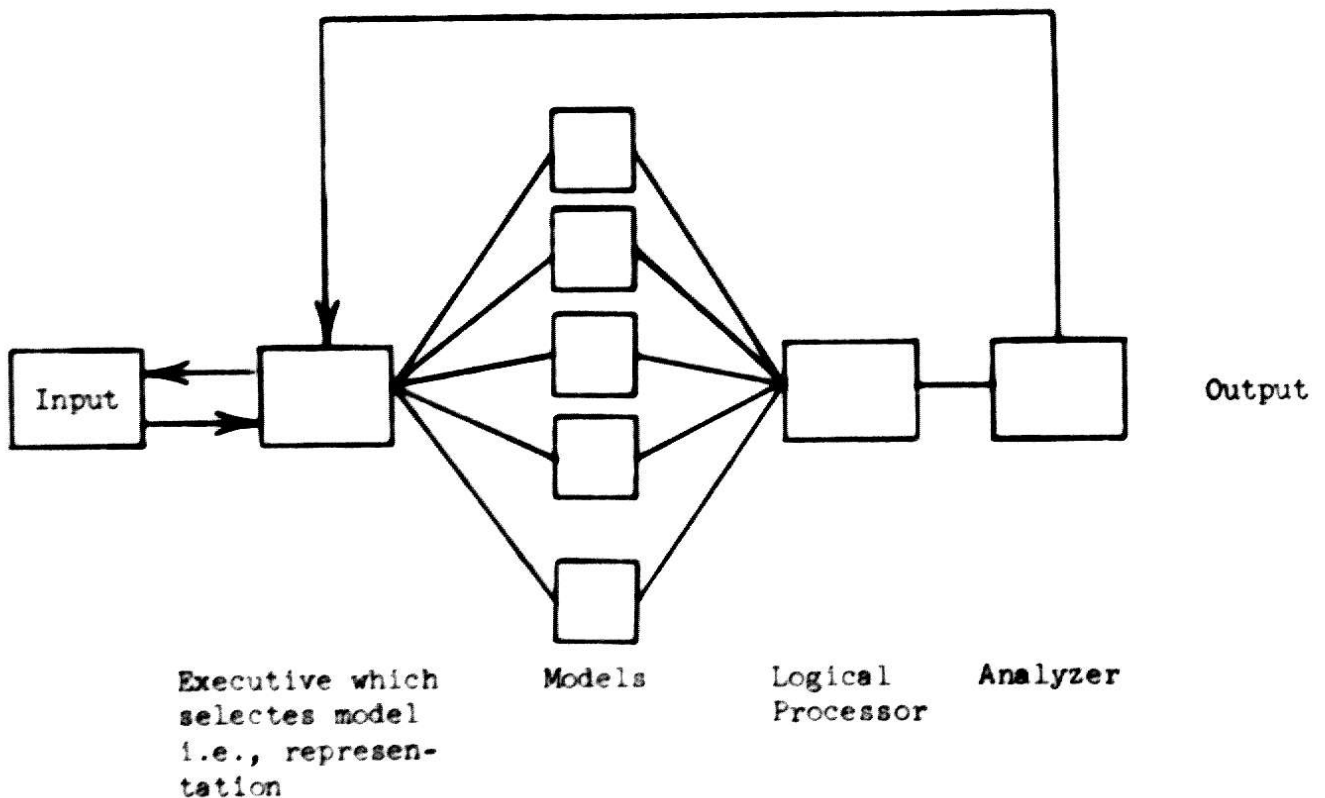 Input
Output
Executive which
selectes model
i.e., represen-
tation
Models
Logical
Processor
Analyzer